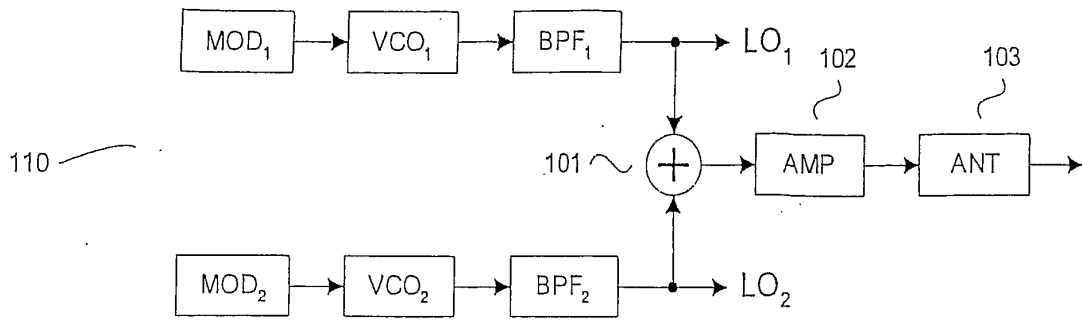 MOD₁
VCO₁
BPF₁
LO₁
102
103
110
101
+
AMP
ANT
MOD₂
VCO₂
BPF₂
LO₂